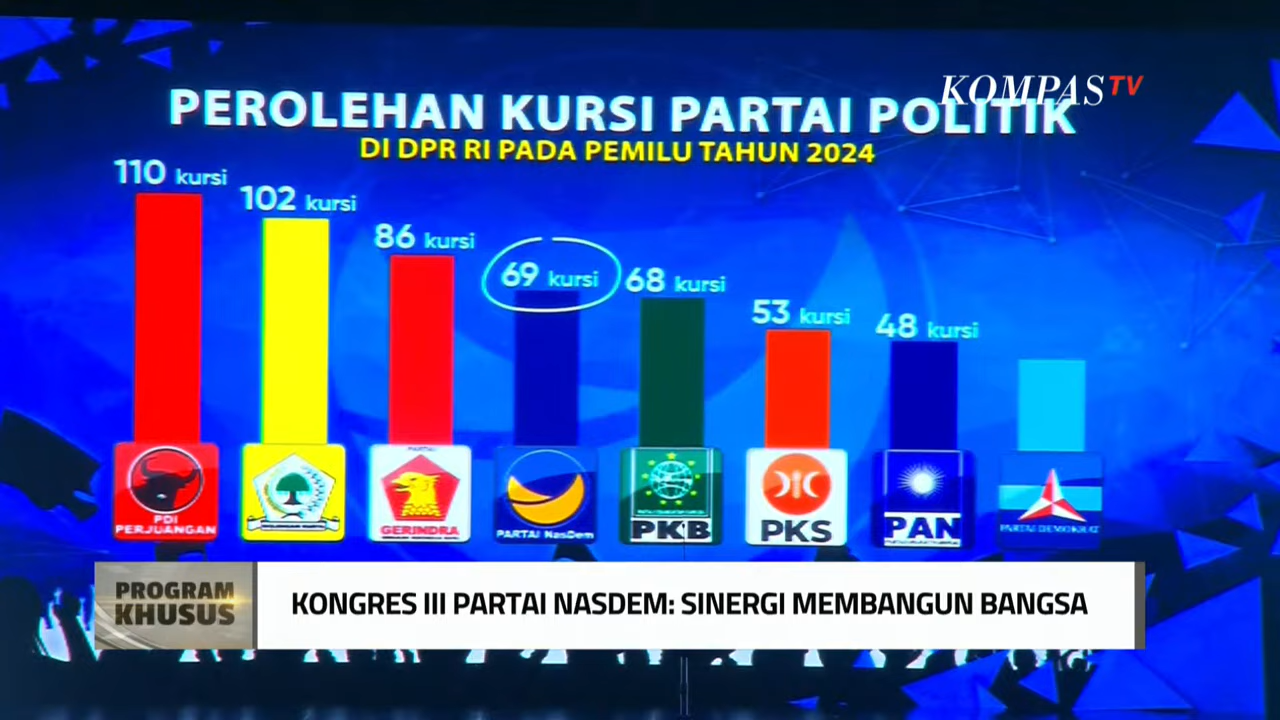 KOMPASTV
PEROLEHAN KURSI PARTAI POLITIK
DI DPR RI PADA PEMILU TAHUN 2024
110 kursi
102 kursi
86 kursi
69 kursi
68 kursi
53 kursi
48 kursi
PDI
PERJUANGAN
PARTAI
GERINDRA
PARTAI NasDem
PKB
PKS
PAN
PARTAI DEMOKRAT
PROGRAM
KHUSUS
KONGRES III PARTAI NASDEM: SINERGI MEMBANGUN BANGSA